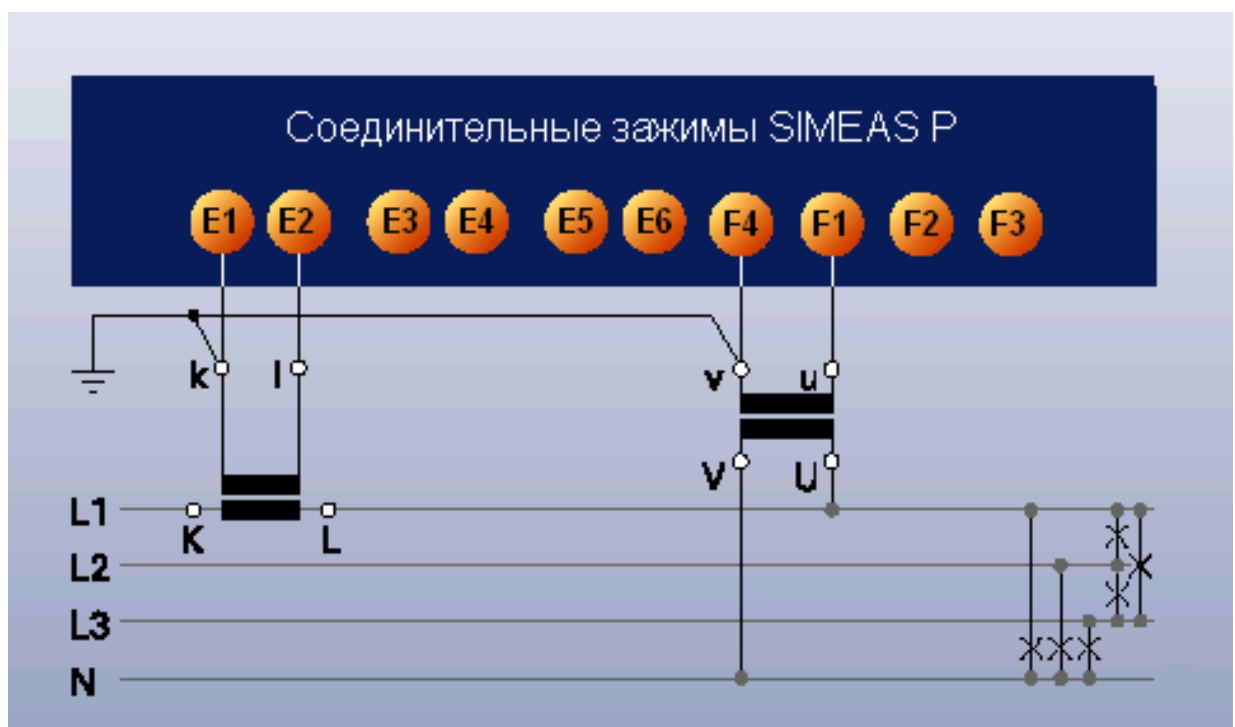 Соединительные зажимы SIMEAS P
E1 E2 E3 E4 E5 E6 F4 F1 F2 F3
k l v u
V U
L1
K L
L2
L3
N